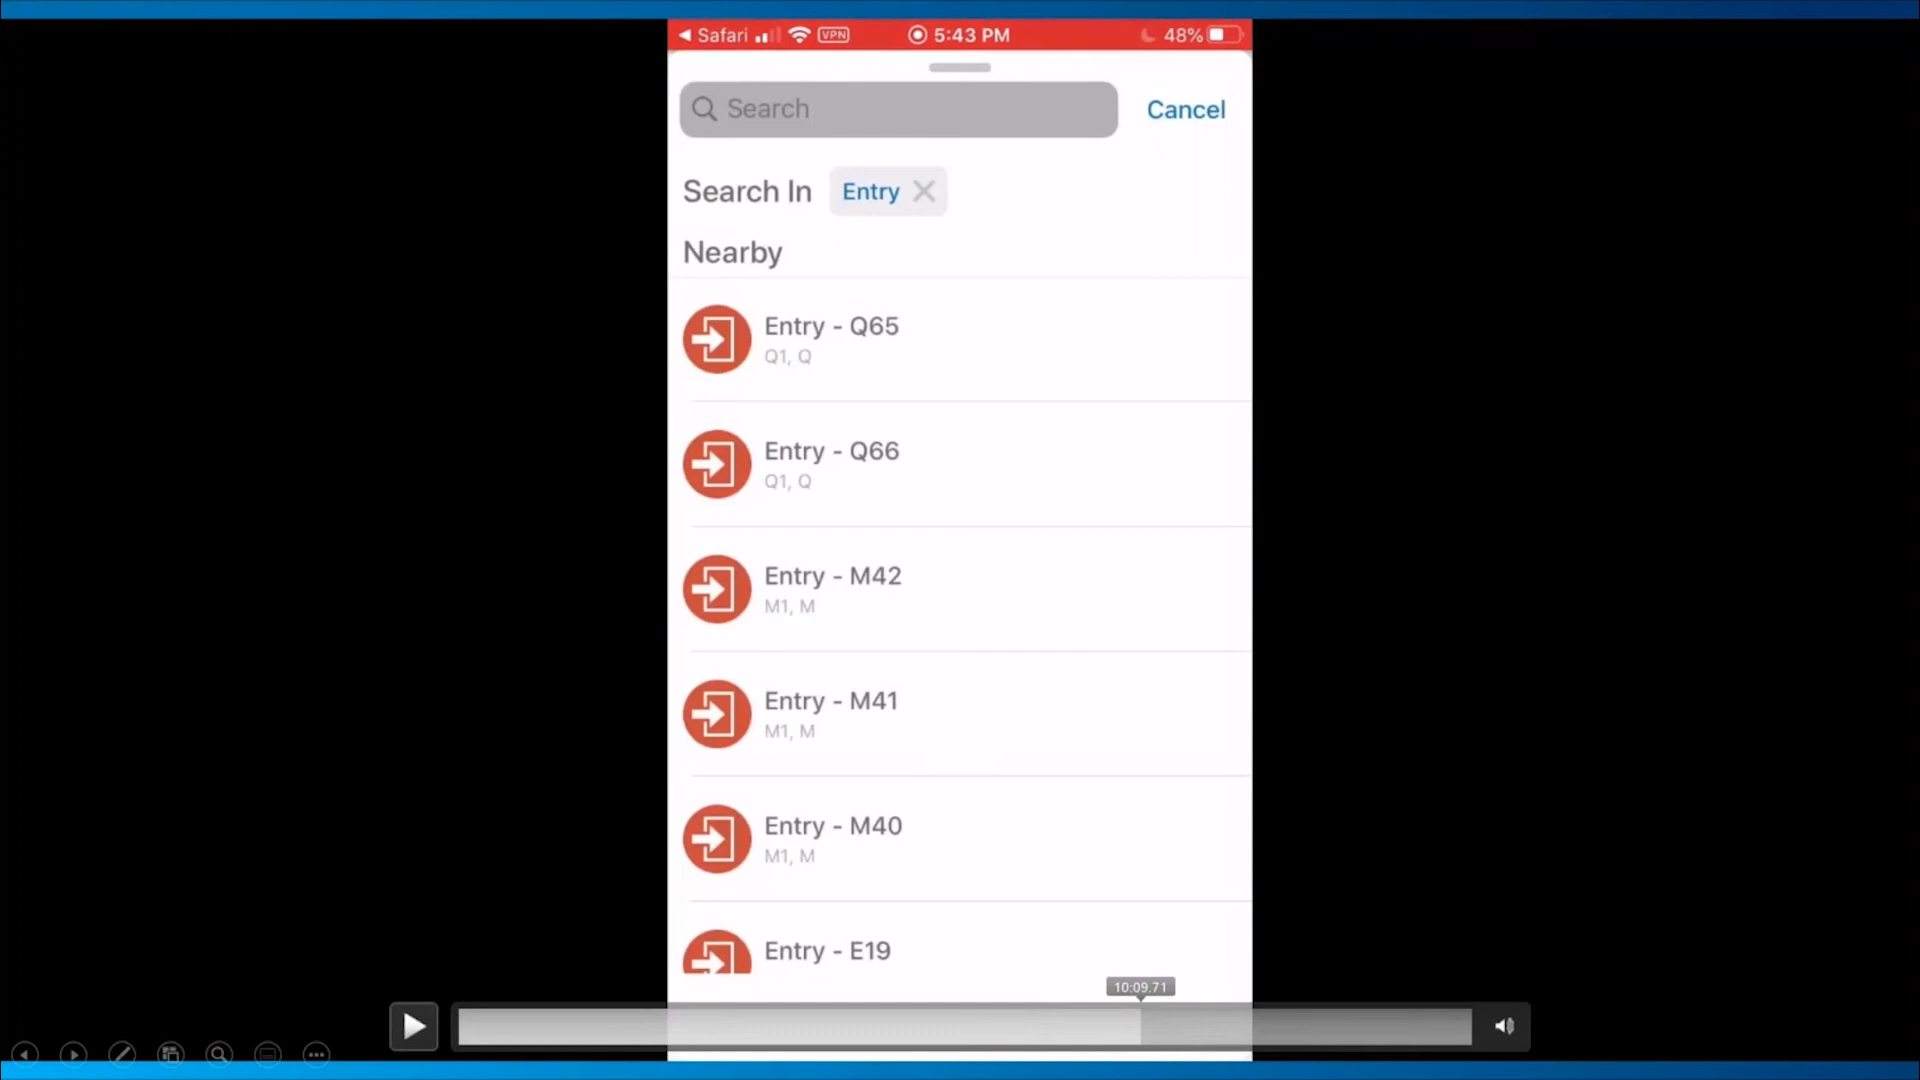 Safari VPN 5:43 PM 48%
Search Cancel
Search In Entry
Nearby
Entry - Q65
Q1, Q
Entry - Q66
Q1, Q
Entry - M42
M1, M
Entry - M41
M1, M
Entry - M40
M1, M
Entry - E19
10:09.71